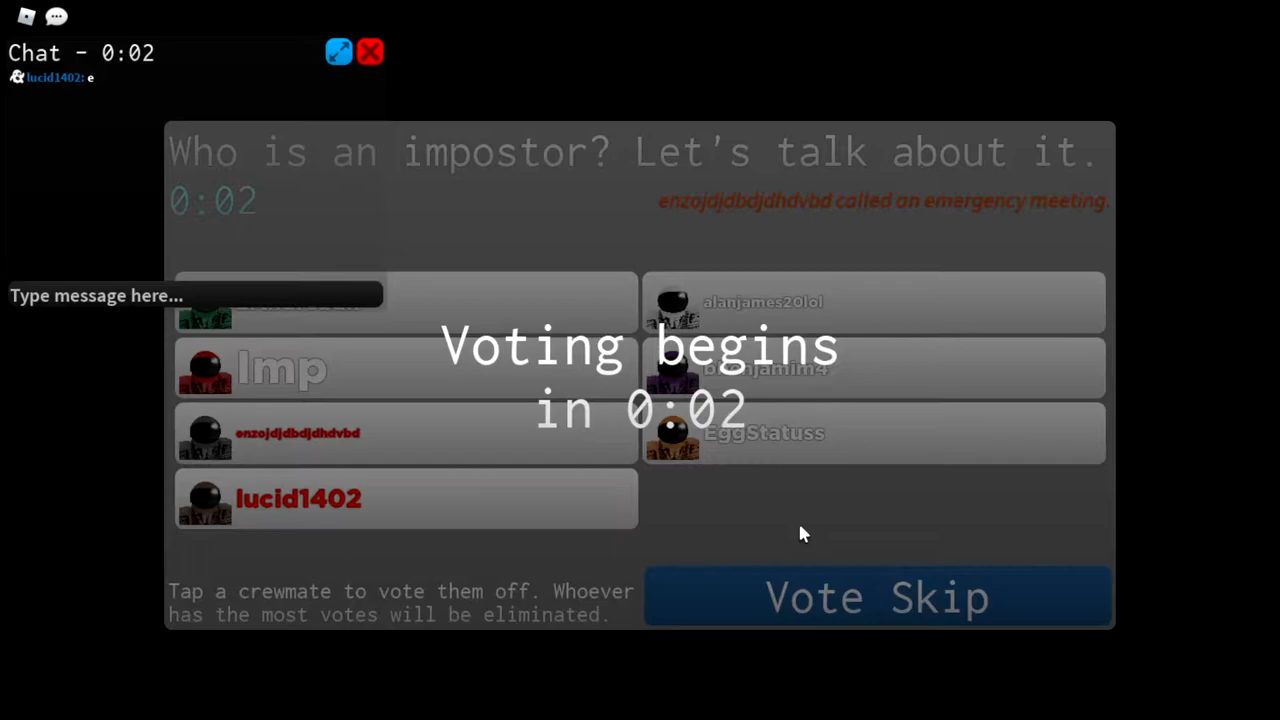 Chat - 0:02
lucid1402: e
Who is an impostor? Let's talk about it.
0:02
enzojdjdbdjdhdvbd called an emergency meeting.
Type message here...
alanjames20lol
Voting begins
in 0:02
Imp
enzojdjdbdjdhdvbd
EggStatuss
lucid1402
Tap a crewmate to vote them off. Whoever
has the most votes will be eliminated.
Vote Skip